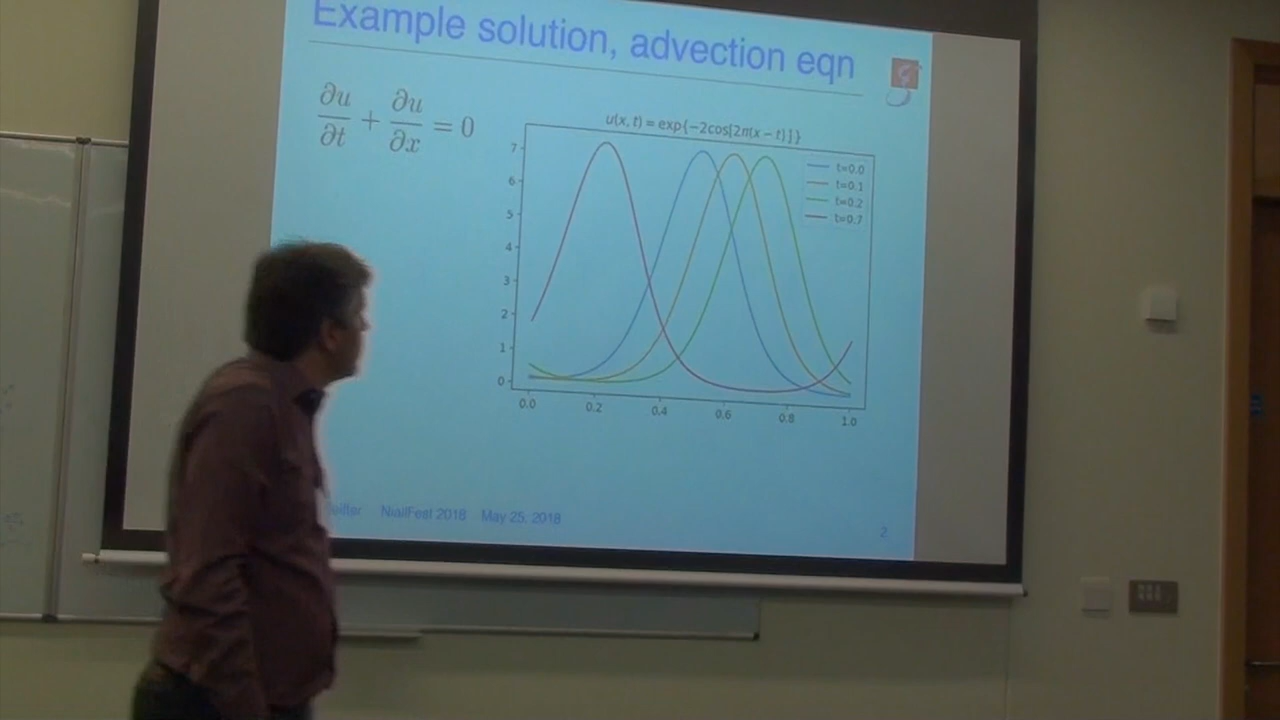 Example solution, advection eqn
∂u/∂t + ∂u/∂x = 0
u(x, t) = exp{−2cos[2π(x − t)]}
7
6
5
4
3
2
1
0
0.0 0.2 0.4 0.6 0.8 1.0
t=0.0
t=0.1
t=0.2
t=0.7
NiallFest 2018 May 25, 2018
2